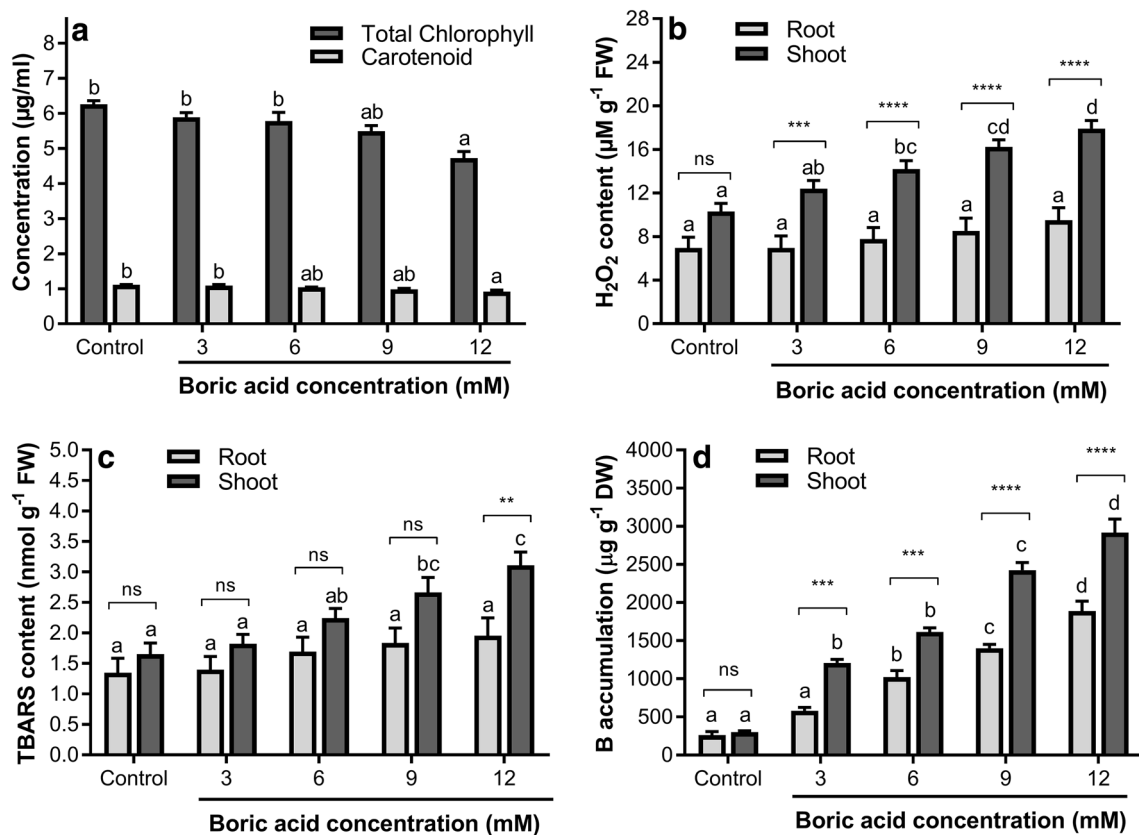 a
Total Chlorophyll
Carotenoid
Concentration (µg/ml)
8
7
6
5
4
3
2
1
0
b b b ab a
b b ab ab a
Control 3 6 9 12
Boric acid concentration (mM)
b
Root
Shoot
H₂O₂ content (µM g⁻¹ FW)
28
24
20
16
12
8
4
0
ns *** **** **** ****
a a a ab a bc a cd a d
Control 3 6 9 12
Boric acid concentration (mM)
c
Root
Shoot
TBARS content (nmol g⁻¹ FW)
5.0
4.5
4.0
3.5
3.0
2.5
2.0
1.5
1.0
0.5
0.0
ns ns ns ns **
a a a a a ab a bc a c
Control 3 6 9 12
Boric acid concentration (mM)
d
Root
Shoot
B accumulation (µg g⁻¹ DW)
4000
3500
3000
2500
2000
1500
1000
500
0
ns *** *** **** ****
a a a b b b c c d d
Control 3 6 9 12
Boric acid concentration (mM)